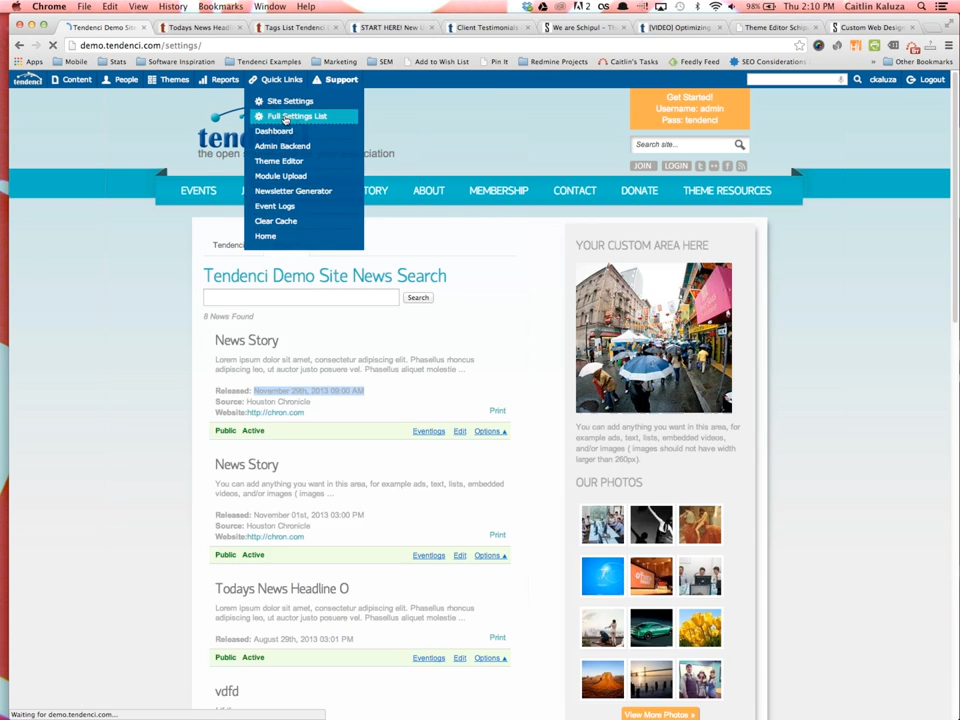 Chrome File Edit View History Bookmarks Window Help
2 98% Thu 2:10 PM Caitlin Kaluza
Tendenci Demo Site
Todays News Headl
Tags List Tendenci
START HERE! New U
Client Testimonials
We are Schipul - Th
[VIDEO] Optimizing
Theme Editor Schip
Custom Web Design
demo.tendenci.com/settings/
Apps Mobile Stats Software Inspiration SEM Add to Wish List Pin It Redmine Projects Caitlin's Tasks Feedly Feed SEO Considerations Other Bookmarks
tendenci Content People Themes Reports Quick Links Support ckaluza Logout
Site Settings
Full Settings List
Dashboard
Admin Backend
Theme Editor
Module Upload
Newsletter Generator
Event Logs
Clear Cache
Home
Get Started!
Username: admin
Pass: tendenci
Search site...
JOIN LOGIN
EVENTS ABOUT MEMBERSHIP CONTACT DONATE THEME RESOURCES
Tendenci
Tendenci Demo Site News Search
Search
8 News Found
News Story
Lorem ipsum dolor sit amet, consectetur adipiscing elit. Phasellus rhoncus
adipiscing leo, ut auctor justo posuere vel. Phasellus aliquet molestie ...
Released: November 29th, 2013 09:00 AM
Source: Houston Chronicle
Website:http://chron.com
Print
Public Active Eventlogs Edit Options
News Story
You can add anything you want in this area, for example ads, text, lists, embedded
videos, and/or images ( images ...
Released: November 01st, 2013 03:00 PM
Source: Houston Chronicle
Website:http://chron.com
Print
Public Active Eventlogs Edit Options
Todays News Headline O
Lorem ipsum dolor sit amet, consectetur adipiscing elit. Phasellus rhoncus
adipiscing leo, ut auctor justo posuere vel. Phasellus aliquet molestie ...
Released: August 29th, 2013 03:01 PM
Print
Public Active Eventlogs Edit Options
vdfd
YOUR CUSTOM AREA HERE
You can add anything you want in this area, for
example ads, text, lists, embedded videos,
and/or images ( images should not have width
larger than 260px).
OUR PHOTOS
View More Photos »
Waiting for demo.tendenci.com...